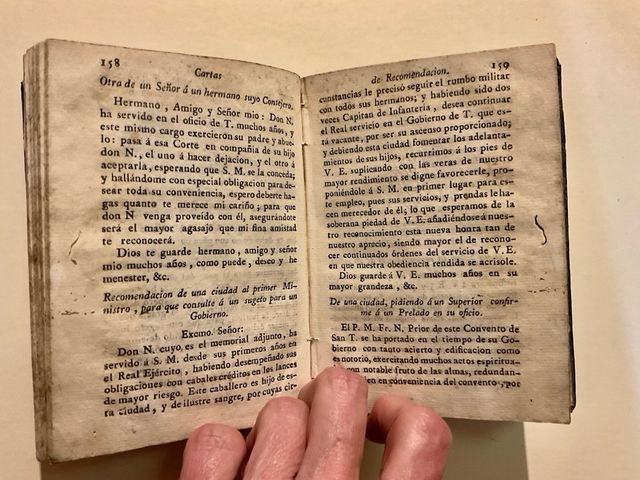 158
Cartas
Otra de un Señor á un hermano suyo Consejero.
Hermano, Amigo y Señor mio: Don N.
ha servido en el oficio de T. muchos años, y
este mismo cargo exercieron su padre y abue-
lo: pasa á esa Corte en compañia de su hijo
don N., el uno á hacer dejacion, y el otro á
aceptarla, esperando que S. M. se la conceda;
y hallándome con especial obligacion para de-
sear toda su conveniencia, espero deberte ha-
gas quanto te merece mi cariño; para que
don N venga proveído con él, asegurándote
será el mayor agasajo que mi fina amistad
te reconocerá.
Dios te guarde hermano, amigo y señor
mio muchos años, como puede, deseo y he
menester, &c.
Recomendacion de una ciudad al primer Mi-
nistro, para que consulte á un sugeto para un
Gobierno.
Excmo. Señor:
Don N. cuyo es el memorial adjunto, ha
servido á S. M. desde sus primeros años en
el Real Ejército, habiendo desempeñado sus
obligaciones con cabales créditos en los lances
de mayor riesgo. Este caballero es hijo de es-
ta ciudad, y de ilustre sangre, por cuyas cir-
de Recomendacion.
159
cunstancias le precisó seguir el rumbo militar
con todos sus hermanos; y habiendo sido dos
veces Capitan de Infanteria, desea continuar
el Real servicio en el Gobierno de T. que es-
tá vacante, por ser su ascenso proporcionado;
y debiendo esta ciudad fomentar los adelanta-
mientos de sus hijos, recurrimos á los pies de
V. E. suplicando con las veras de nuestro
mayor rendimiento se digne favorecerle, pro-
poniéndole á S. M. en primer lugar para es-
te empleo, pues sus servicios, y prendas le ha-
cen merecedor de él; lo que esperamos de la
soberana piedad de V. E. añadiéndose á nues-
tro reconocimiento esta nueva honra tan de
nuestro aprecio, siendo mayor el de recono-
cer continuados órdenes del servicio de V. E.
en que nuestra obediencia rendida se acrisole.
Dios guarde á V. E. muchos años en su
mayor grandeza, &c.
De una ciudad, pidiendo á un Superior confir-
me á un Prelado en su oficio.
El P. M. Fr. N. Prior de este Convento de
San T. se ha portado en el tiempo de su Go-
bierno con tanto acierto y edificacion como
es notorio, exercitando muchos actos espiritua-
con notable fruto de las almas, redundan-
en conveniencia del convento, por